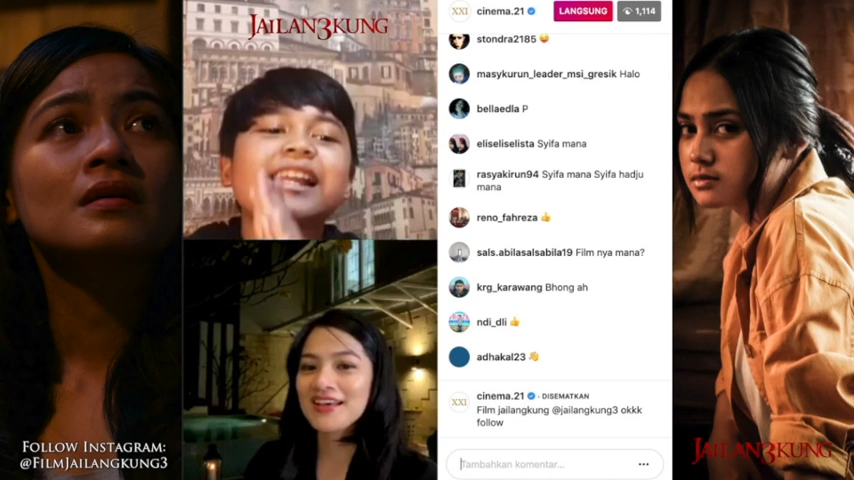 JAILAN3KUNG
FOLLOW INSTAGRAM:
@FILMJAILANGKUNG3
XXI cinema.21 LANGSUNG 1,114
stondra2185 😜
masykurun_leader_msi_gresik Halo
bellaedla P
eliseliselista Syifa mana
rasyakirun94 Syifa mana Syifa hadju
mana
reno_fahreza 👍
sals.abilasalsabila19 Film nya mana?
krg_karawang Bhong ah
ndi_dli 👍
adhakal23 👏
XXI cinema.21 · DISEMATKAN
Film jailangkung @jailangkung3 okkk
follow
Tambahkan komentar... •••
JAILAN3KUNG